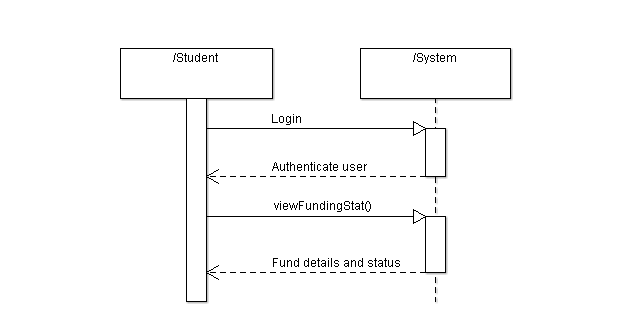 /Student
/System
Login
Authenticate user
viewFundingStat()
Fund details and status